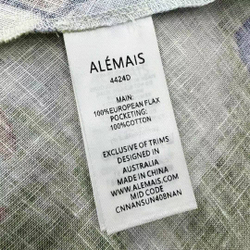 ALÉMAIS
4424D
MAIN:
100%EUROPEAN FLAX
POCKETING:
100%COTTON
EXCLUSIVE OF TRIMS
DESIGNED IN
AUSTRALIA
MADE IN CHINA
WWW.ALEMAIS.COM
MID CODE
CNNANSUN408NAN